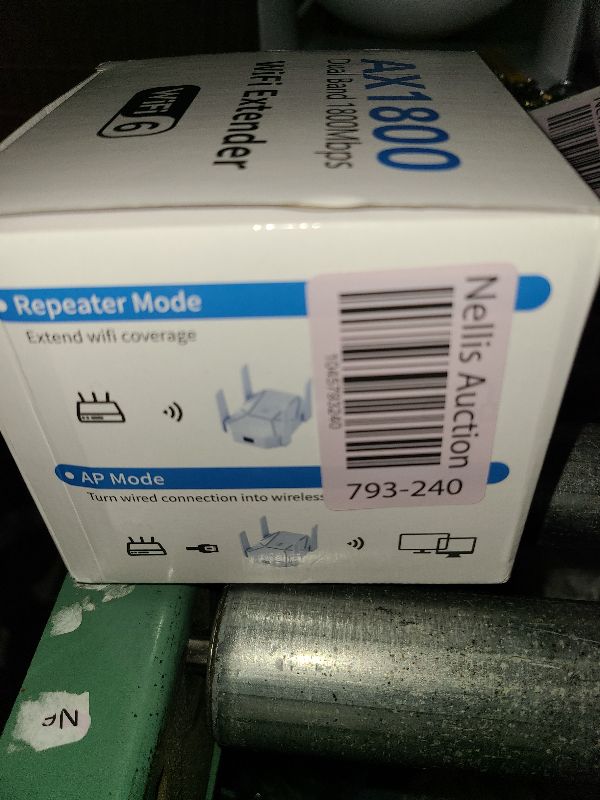 AX1800
Dual Band 1800Mbps
WiFi Extender
WiFi 6
Repeater Mode
Extend wifi coverage
AP Mode
Turn wired connection into wireless
Nellis Auction
1045793240
793-240